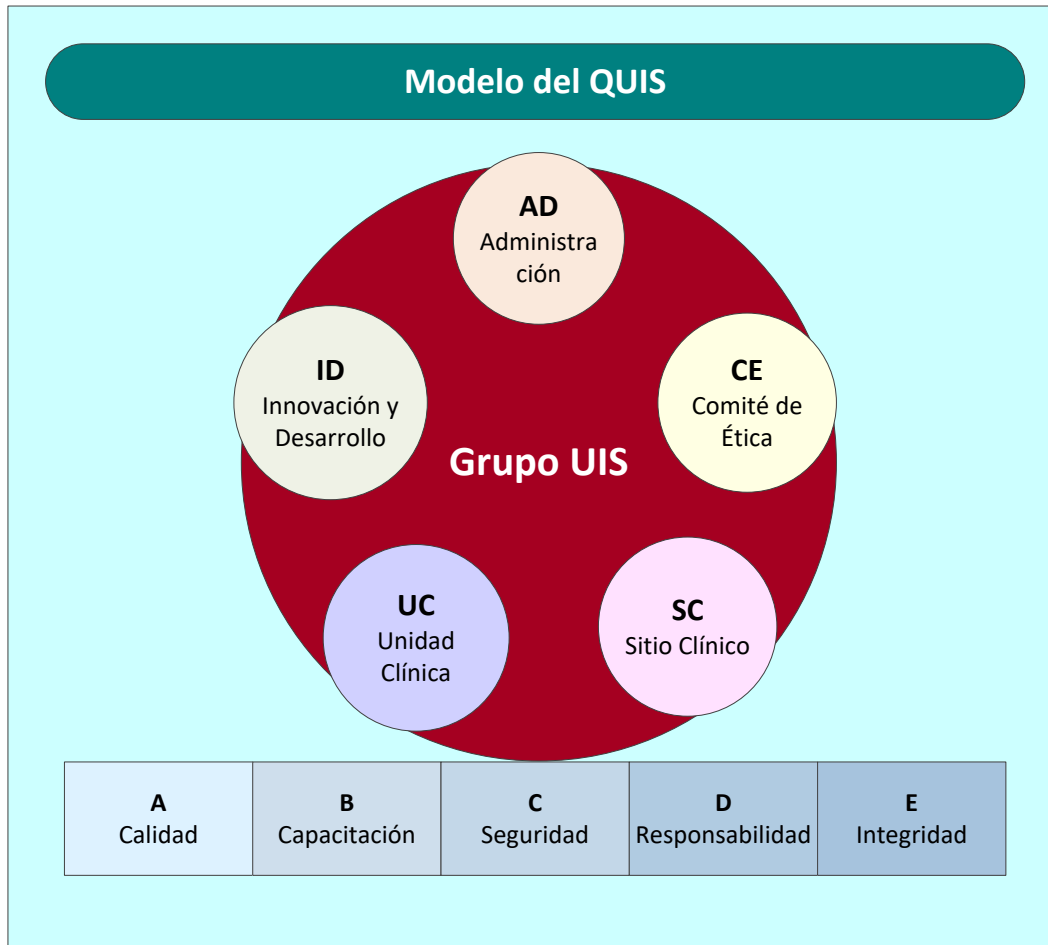 Modelo del QUIS
AD
Administra
ción
ID
Innovación y
Desarrollo
CE
Comité de
Ética
Grupo UIS
UC
Unidad
Clínica
SC
Sitio Clínico
A
Calidad
B
Capacitación
C
Seguridad
D
Responsabilidad
E
Integridad